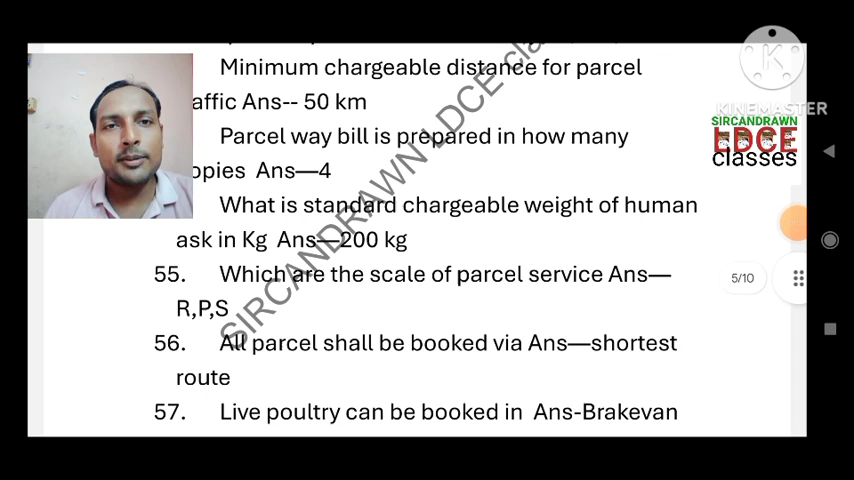 Minimum chargeable distance for parcel
affic Ans-- 50 km
Parcel way bill is prepared in how many
opies Ans—4
What is standard chargeable weight of human
ask in Kg Ans—200 kg
55. Which are the scale of parcel service Ans—
R,P,S
56. All parcel shall be booked via Ans—shortest
route
57. Live poultry can be booked in Ans-Brakevan
SIRCANDRAWN LDCE cla
KINEMASTER
SIRCANDRAWN
LDCE
classes
5/10